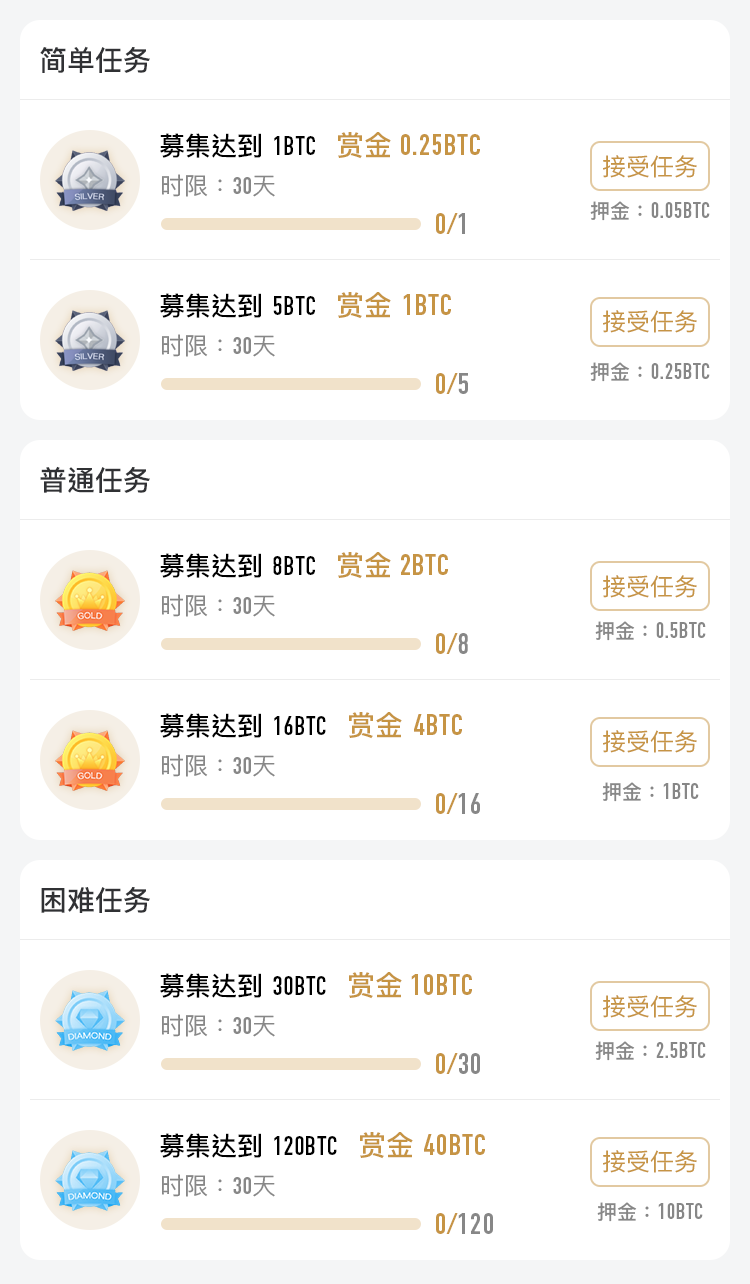 简单任务
募集达到 1BTC 赏金 0.25BTC
接受任务
SILVER
时限：30天
押金：0.05BTC
0/1
募集达到 5BTC 赏金 1BTC
接受任务
SILVER
时限：30天
押金：0.25BTC
0/5
普通任务
募集达到 8BTC 赏金 2BTC
接受任务
GOLD
时限：30天
押金：0.5BTC
0/8
募集达到 16BTC 赏金 4BTC
接受任务
GOLD
时限：30天
押金：1BTC
0/16
困难任务
募集达到 30BTC 赏金 10BTC
接受任务
DIAMOND
时限：30天
押金：2.5BTC
0/30
募集达到 120BTC 赏金 40BTC
接受任务
DIAMOND
时限：30天
押金：10BTC
0/120